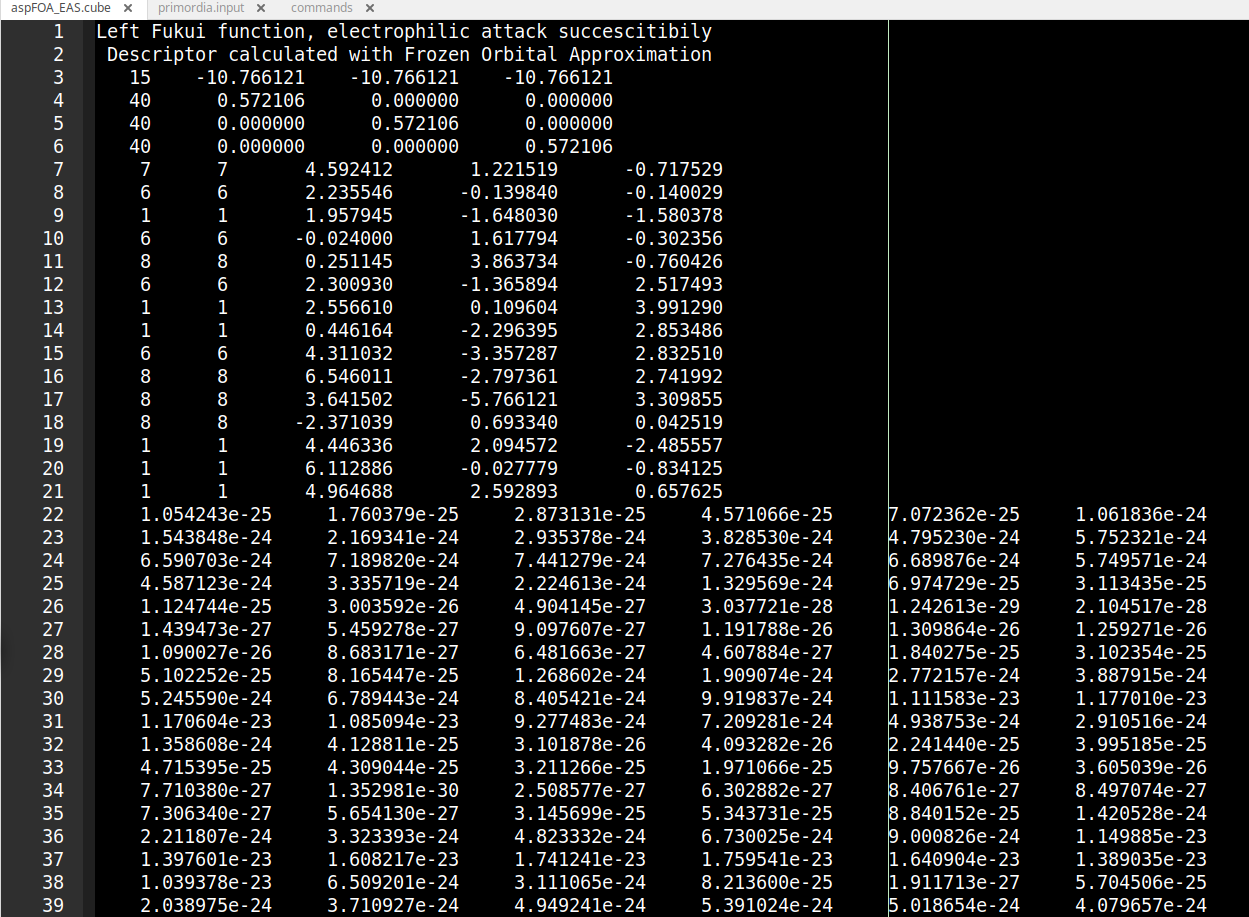 aspFOA_EAS.cube × primordia.input × commands ×
1 Left Fukui function, electrophilic attack succescitibily
2 Descriptor calculated with Frozen Orbital Approximation
3 15 -10.766121 -10.766121 -10.766121
4 40 0.572106 0.000000 0.000000
5 40 0.000000 0.572106 0.000000
6 40 0.000000 0.000000 0.572106
7 7 7 4.592412 1.221519 -0.717529
8 6 6 2.235546 -0.139840 -0.140029
9 1 1 1.957945 -1.648030 -1.580378
10 6 6 -0.024000 1.617794 -0.302356
11 8 8 0.251145 3.863734 -0.760426
12 6 6 2.300930 -1.365894 2.517493
13 1 1 2.556610 0.109604 3.991290
14 1 1 0.446164 -2.296395 2.853486
15 6 6 4.311032 -3.357287 2.832510
16 8 8 6.546011 -2.797361 2.741992
17 8 8 3.641502 -5.766121 3.309855
18 8 8 -2.371039 0.693340 0.042519
19 1 1 4.446336 2.094572 -2.485557
20 1 1 6.112886 -0.027779 -0.834125
21 1 1 4.964688 2.592893 0.657625
22 1.054243e-25 1.760379e-25 2.873131e-25 4.571066e-25 7.072362e-25 1.061836e-24
23 1.543848e-24 2.169341e-24 2.935378e-24 3.828530e-24 4.795230e-24 5.752321e-24
24 6.590703e-24 7.189820e-24 7.441279e-24 7.276435e-24 6.689876e-24 5.749571e-24
25 4.587123e-24 3.335719e-24 2.224613e-24 1.329569e-24 6.974729e-25 3.113435e-25
26 1.124744e-25 3.003592e-26 4.904145e-27 3.037721e-28 1.242613e-29 2.104517e-28
27 1.439473e-27 5.459278e-27 9.097607e-27 1.191788e-26 1.309864e-26 1.259271e-26
28 1.090027e-26 8.683171e-27 6.481663e-27 4.607884e-27 1.840275e-25 3.102354e-25
29 5.102252e-25 8.165447e-25 1.268602e-24 1.909074e-24 2.772157e-24 3.887915e-24
30 5.245590e-24 6.789443e-24 8.405421e-24 9.919837e-24 1.111583e-23 1.177010e-23
31 1.170604e-23 1.085094e-23 9.277483e-24 7.209281e-24 4.938753e-24 2.910516e-24
32 1.358608e-24 4.128811e-25 3.101878e-26 4.093282e-26 2.241440e-25 3.995185e-25
33 4.715395e-25 4.309044e-25 3.211266e-25 1.971066e-25 9.757667e-26 3.605039e-26
34 7.710380e-27 1.352981e-30 2.508577e-27 6.302882e-27 8.406761e-27 8.497074e-27
35 7.306340e-27 5.654130e-27 3.145699e-25 5.343731e-25 8.840152e-25 1.420528e-24
36 2.211807e-24 3.323393e-24 4.823332e-24 6.730025e-24 9.000826e-24 1.149885e-23
37 1.397601e-23 1.608217e-23 1.741241e-23 1.759541e-23 1.640904e-23 1.389035e-23
38 1.039378e-23 6.509201e-24 3.111065e-24 8.213600e-25 1.911713e-27 5.704505e-25
39 2.038975e-24 3.710927e-24 4.949241e-24 5.391024e-24 5.018654e-24 4.079657e-24